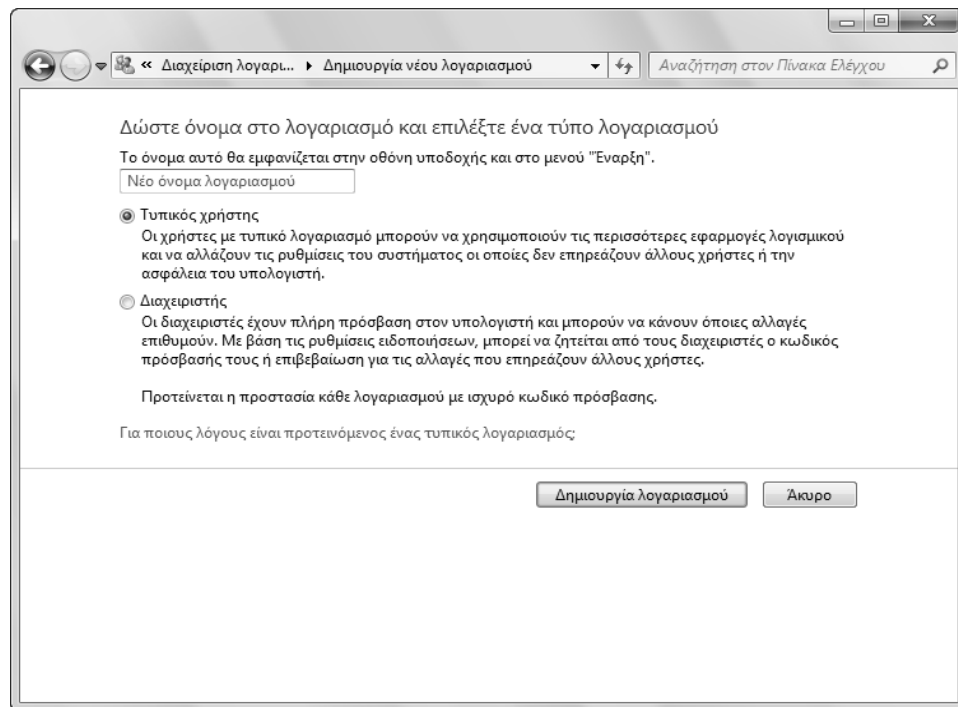 « Διαχείριση λογαρι... ▸ Δημιουργία νέου λογαριασμού
Αναζήτηση στον Πίνακα Ελέγχου
Δώστε όνομα στο λογαριασμό και επιλέξτε ένα τύπο λογαριασμού
Το όνομα αυτό θα εμφανίζεται στην οθόνη υποδοχής και στο μενού "Έναρξη".
Νέο όνομα λογαριασμού
Τυπικός χρήστης
Οι χρήστες με τυπικό λογαριασμό μπορούν να χρησιμοποιούν τις περισσότερες εφαρμογές λογισμικού
και να αλλάζουν τις ρυθμίσεις του συστήματος οι οποίες δεν επηρεάζουν άλλους χρήστες ή την
ασφάλεια του υπολογιστή.
Διαχειριστής
Οι διαχειριστές έχουν πλήρη πρόσβαση στον υπολογιστή και μπορούν να κάνουν όποιες αλλαγές
επιθυμούν. Με βάση τις ρυθμίσεις ειδοποιήσεων, μπορεί να ζητείται από τους διαχειριστές ο κωδικός
πρόσβασής τους ή επιβεβαίωση για τις αλλαγές που επηρεάζουν άλλους χρήστες.
Προτείνεται η προστασία κάθε λογαριασμού με ισχυρό κωδικό πρόσβασης.
Για ποιους λόγους είναι προτεινόμενος ένας τυπικός λογαριασμός;
Δημιουργία λογαριασμού
Άκυρο